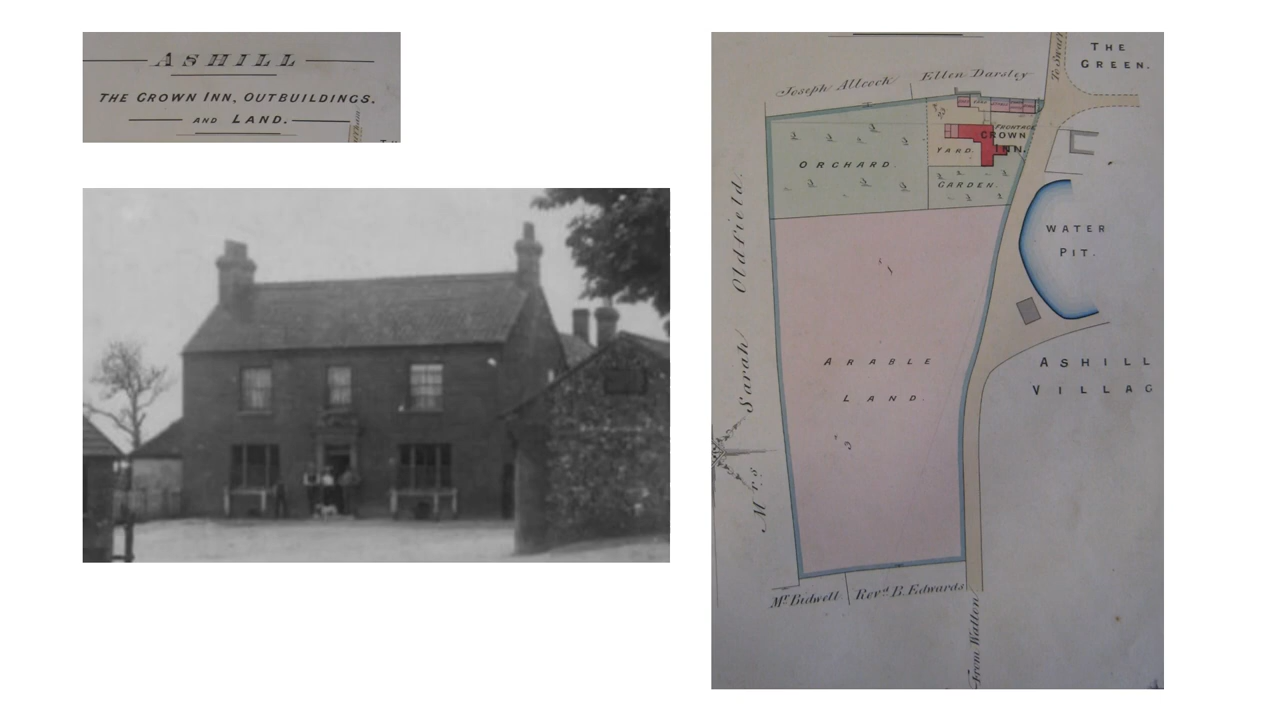 ASHILL
THE CROWN INN, OUTBUILDINGS,
AND LAND.
THE
GREEN.
Joseph Allcock
Ellen Darsley
FRONTAGE
CROWN
INN.
YARD.
ORCHARD.
GARDEN.
WATER
PIT.
Mrs Sarah Oldfield.
ARABLE
LAND.
ASHILL
VILLAG
Mr Bidwell
Revd B. Edwards
From Watton